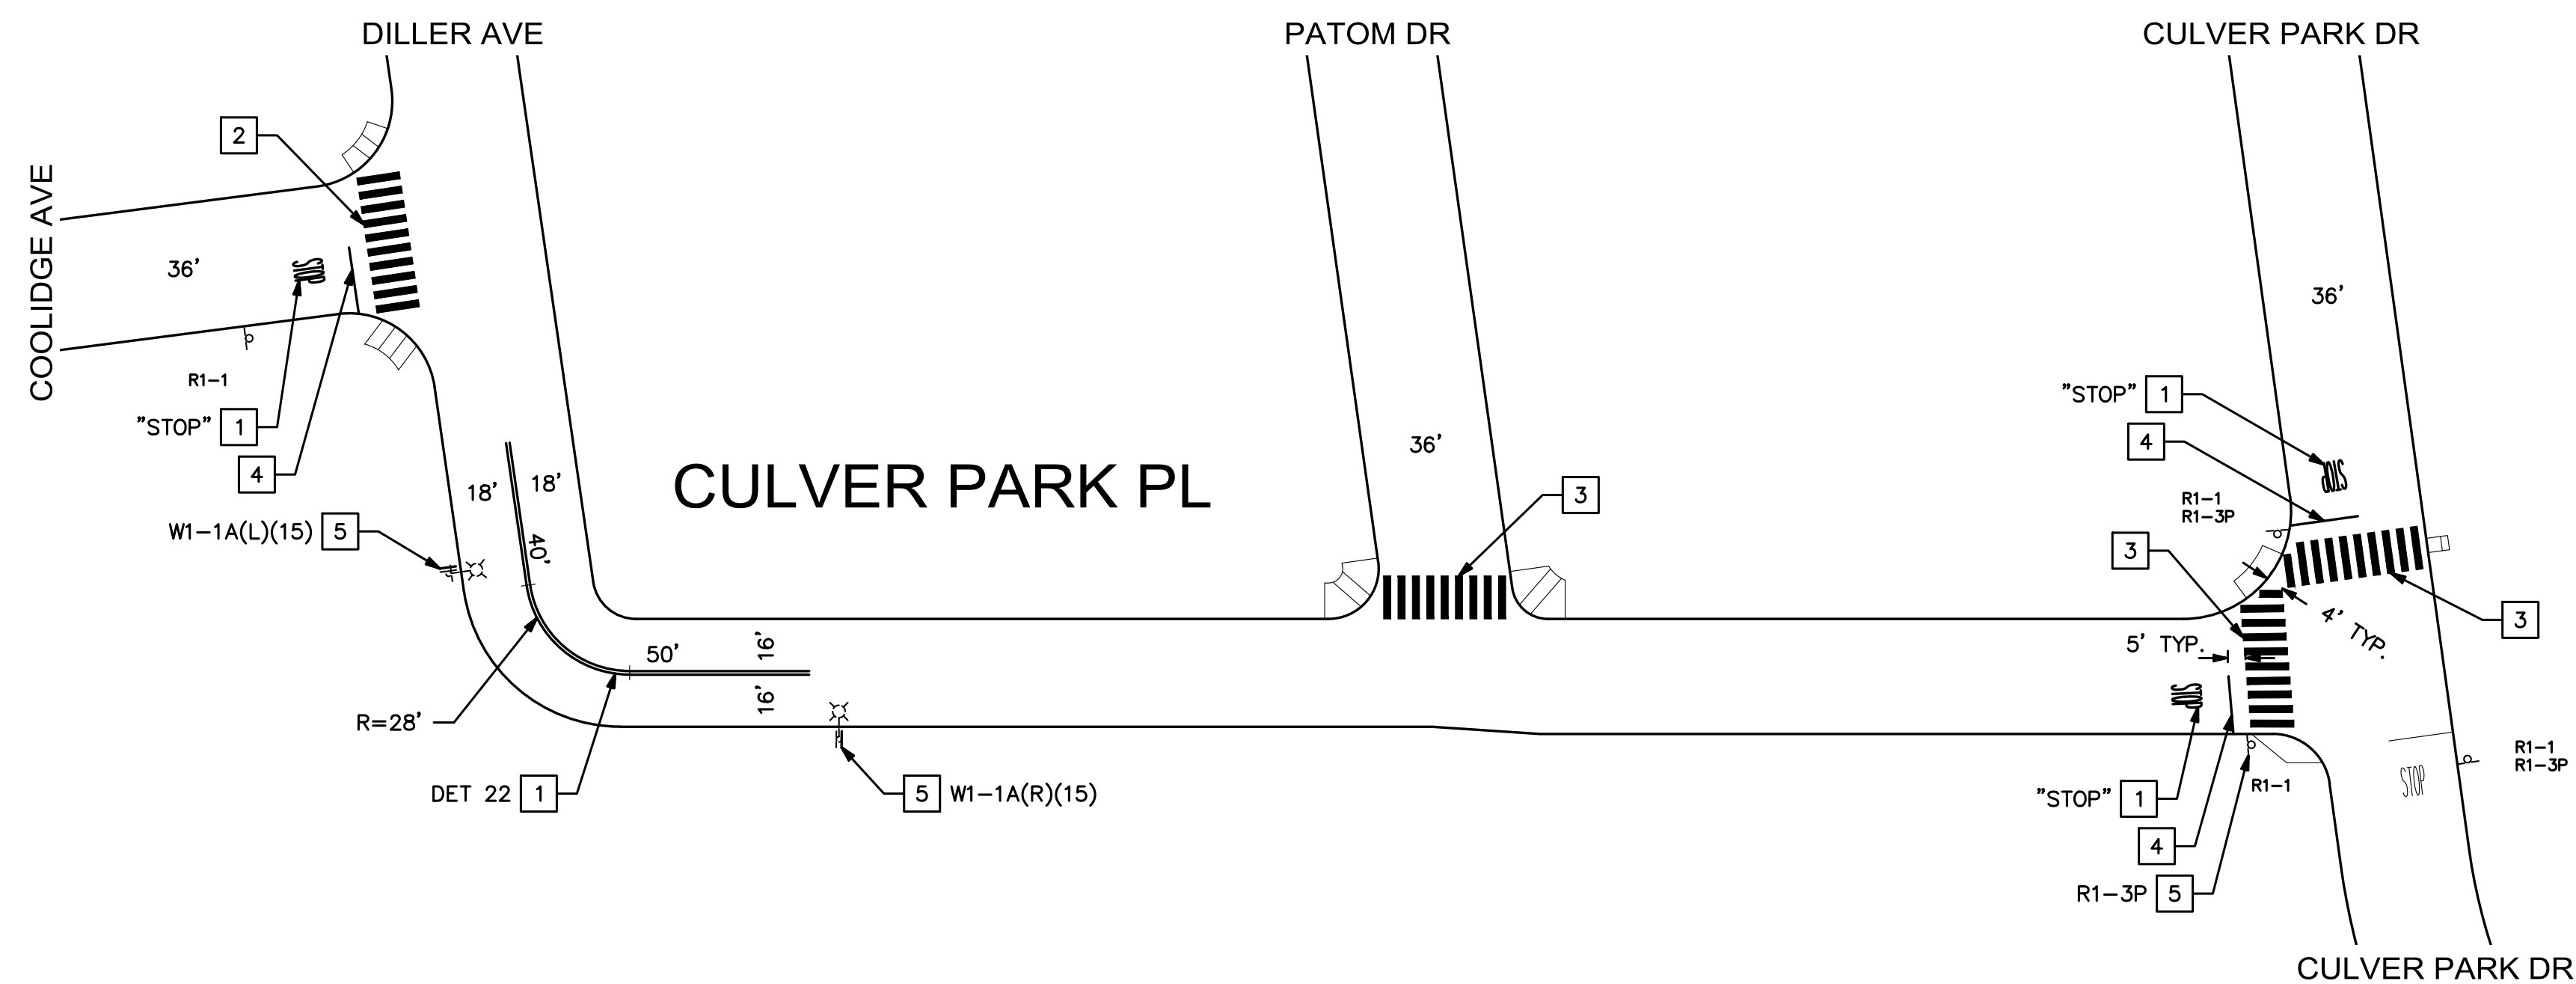 DILLER AVE
PATOM DR
CULVER PARK DR
2
COOLIDGE AVE
36'
STOP
R1-1
"STOP" 1
4
18'
18'
W1-1A(L)(15) 5
40'
CULVER PARK PL
50'
16'
16'
R=28'
DET 22 1
5 W1-1A(R)(15)
36'
3
36'
"STOP" 1
4
STOP
R1-1
R1-3P
3
3
4' TYP.
5' TYP.
STOP
"STOP" 1
4
R1-3P 5
R1-1
STOP
R1-1
R1-3P
CULVER PARK DR